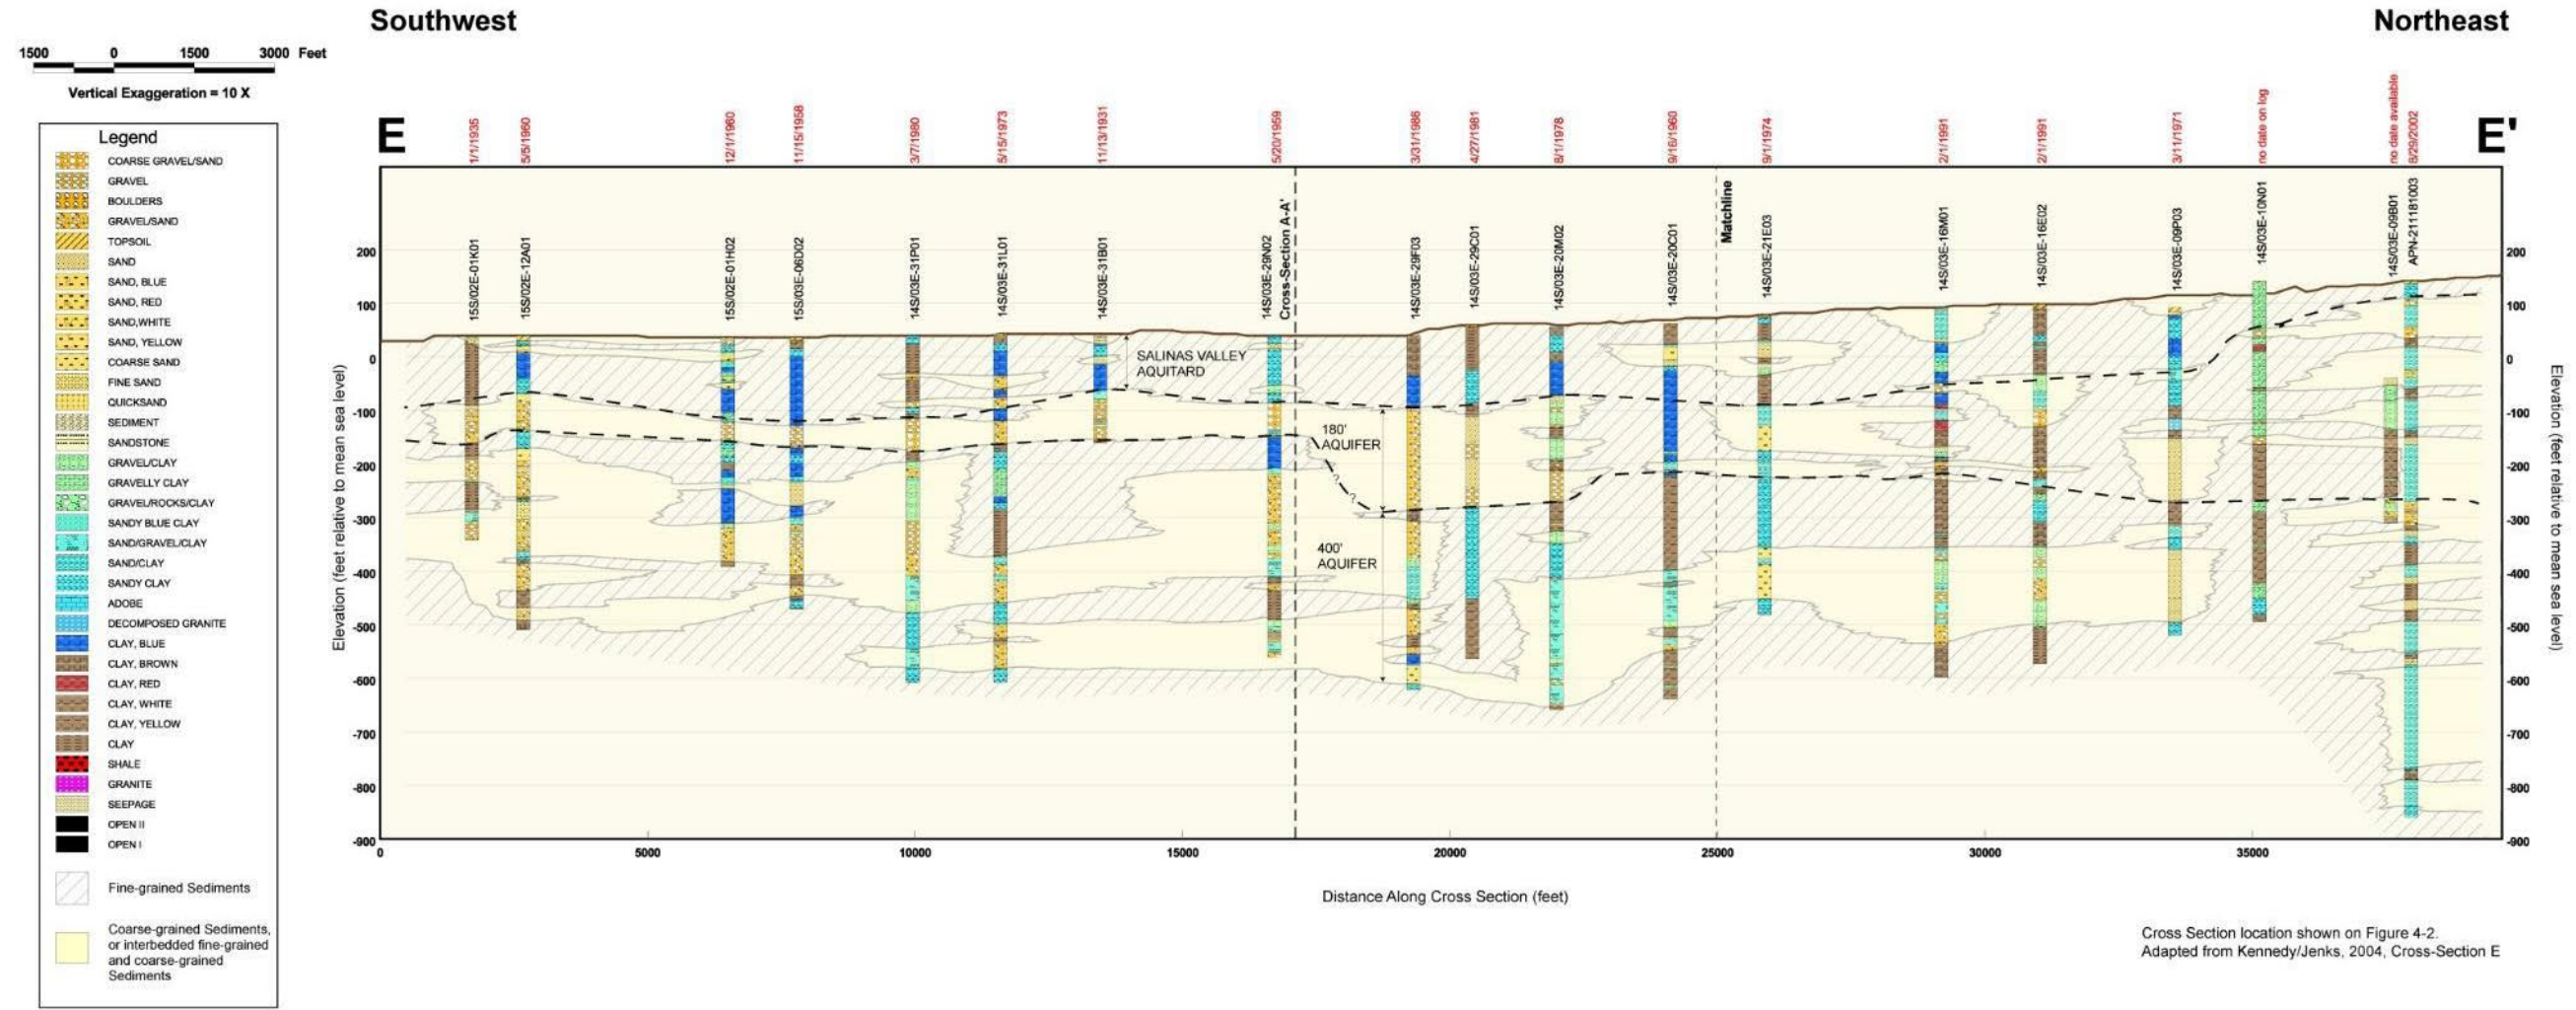 Southwest
Northeast
1500 0 1500 3000 Feet
Vertical Exaggeration = 10 X
Legend
COARSE GRAVEL/SAND
GRAVEL
BOULDERS
GRAVEL/SAND
TOPSOIL
SAND
SAND, BLUE
SAND, RED
SAND,WHITE
SAND, YELLOW
COARSE SAND
FINE SAND
QUICKSAND
SEDIMENT
SANDSTONE
GRAVEL/CLAY
GRAVELLY CLAY
GRAVEL/ROCKS/CLAY
SANDY BLUE CLAY
SAND/GRAVEL/CLAY
SAND/CLAY
SANDY CLAY
ADOBE
DECOMPOSED GRANITE
CLAY, BLUE
CLAY, BROWN
CLAY, RED
CLAY, WHITE
CLAY, YELLOW
CLAY
SHALE
GRANITE
SEEPAGE
OPEN II
OPEN I
Fine-grained Sediments
Coarse-grained Sediments,
or interbedded fine-grained
and coarse-grained
Sediments
E
E'
1/1/1935
5/5/1960
12/1/1960
11/15/1958
3/7/1980
5/15/1973
11/13/1931
5/20/1959
3/31/1986
4/27/1981
8/1/1978
9/16/1960
9/1/1974
2/1/1991
2/1/1991
3/11/1971
no date on log
no date available
8/29/2002
15S/02E-01K01
15S/02E-12A01
15S/02E-01H02
15S/03E-06D02
14S/03E-31P01
14S/03E-31L01
14S/03E-31B01
14S/03E-29N02
Cross-Section A-A'
14S/03E-29F03
14S/03E-29C01
14S/03E-20M02
14S/03E-20C01
Matchline
14S/03E-21E03
14S/03E-16M01
14S/03E-16E02
14S/03E-09P03
14S/03E-10N01
14S/03E-09B01
APN-211181003
Elevation (feet relative to mean sea level)
200
100
0
-100
-200
-300
-400
-500
-600
-700
-800
-900
SALINAS VALLEY
AQUITARD
180'
AQUIFER
?
?
400'
AQUIFER
200
100
0
-100
-200
-300
-400
-500
-600
-700
-800
-900
Elevation (feet relative to mean sea level)
0 5000 10000 15000 20000 25000 30000 35000
Distance Along Cross Section (feet)
Cross Section location shown on Figure 4-2.
Adapted from Kennedy/Jenks, 2004, Cross-Section E